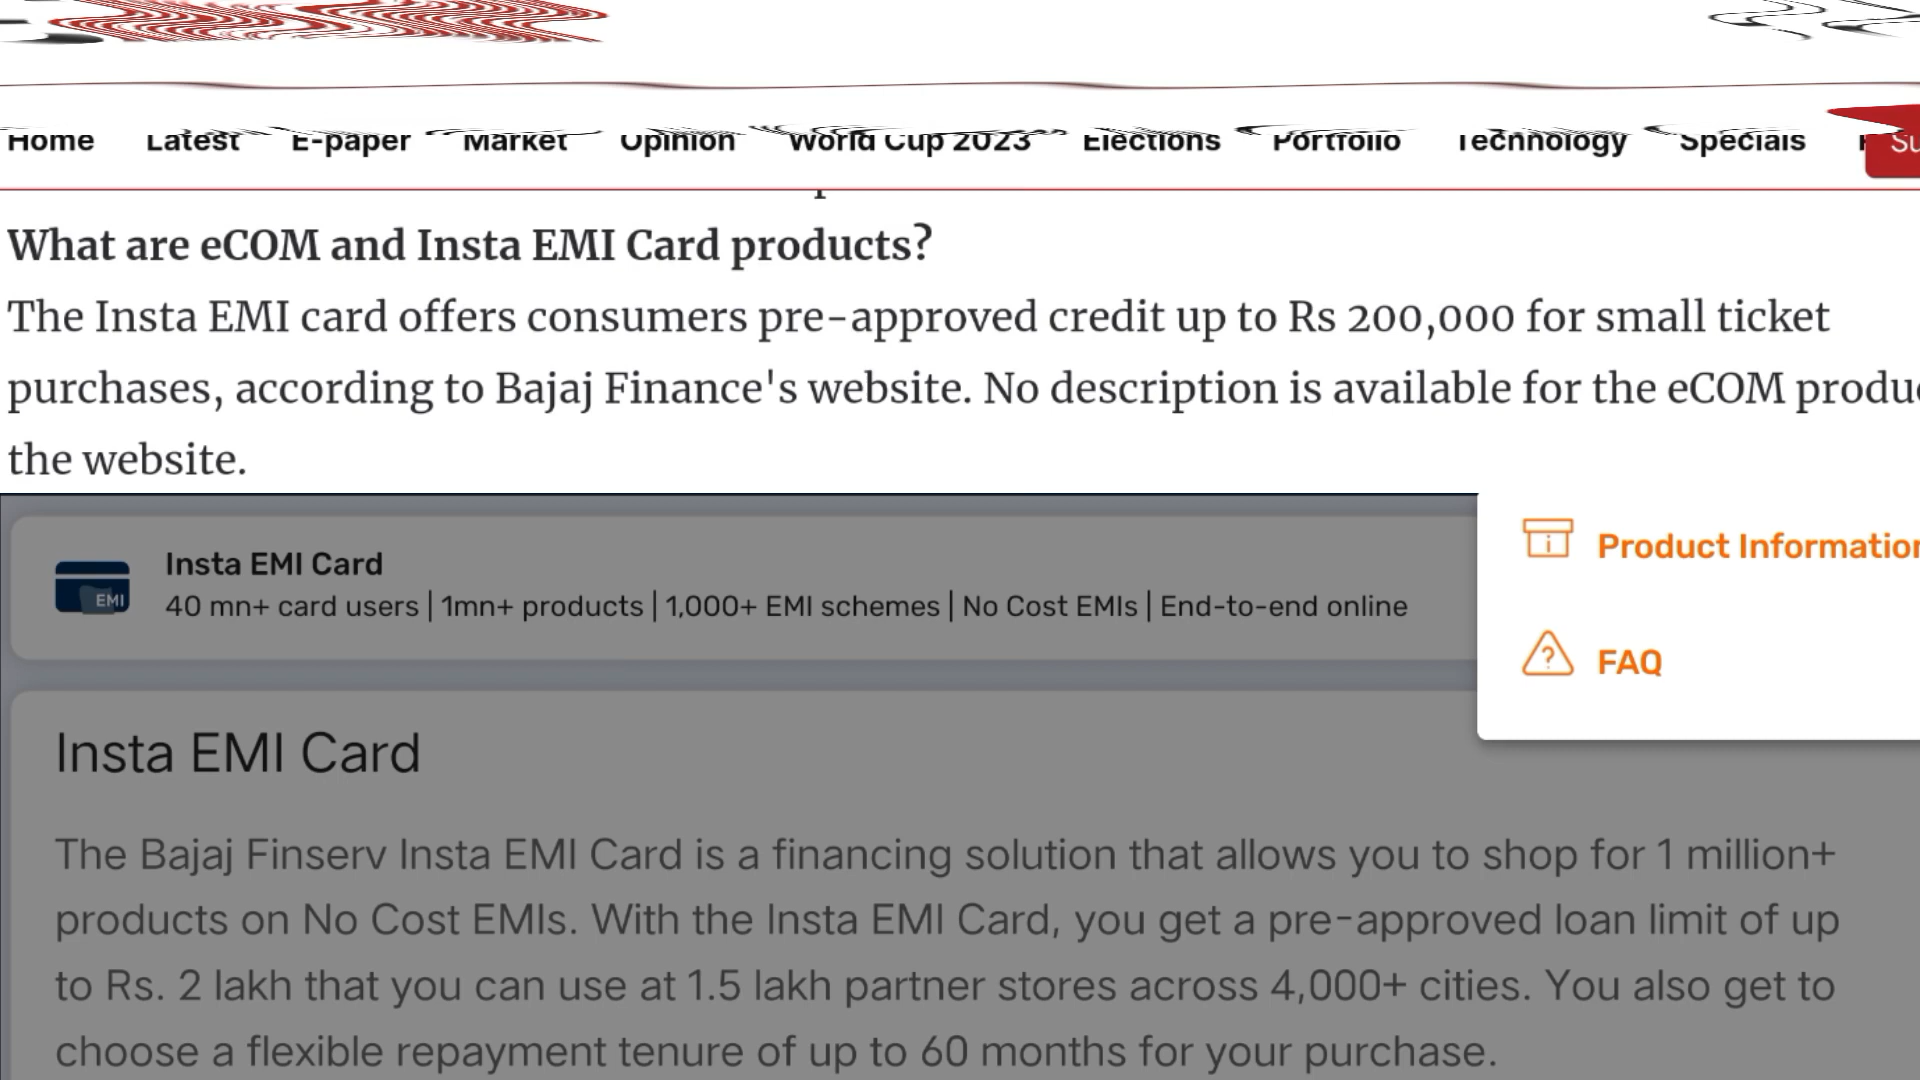 Home Latest E-paper Market Opinion World Cup 2023 Elections Portfolio Technology Specials
What are eCOM and Insta EMI Card products?
The Insta EMI card offers consumers pre-approved credit up to Rs 200,000 for small ticket
purchases, according to Bajaj Finance's website. No description is available for the eCOM
the website.
Insta EMI Card
EMI
40 mn+ card users | 1mn+ products | 1,000+ EMI schemes | No Cost EMIs | End-to-end online
Product Information
FAQ
Insta EMI Card
The Bajaj Finserv Insta EMI Card is a financing solution that allows you to shop for 1 million+
products on No Cost EMIs. With the Insta EMI Card, you get a pre-approved loan limit of up
to Rs. 2 lakh that you can use at 1.5 lakh partner stores across 4,000+ cities. You also get to
choose a flexible repayment tenure of up to 60 months for your purchase.